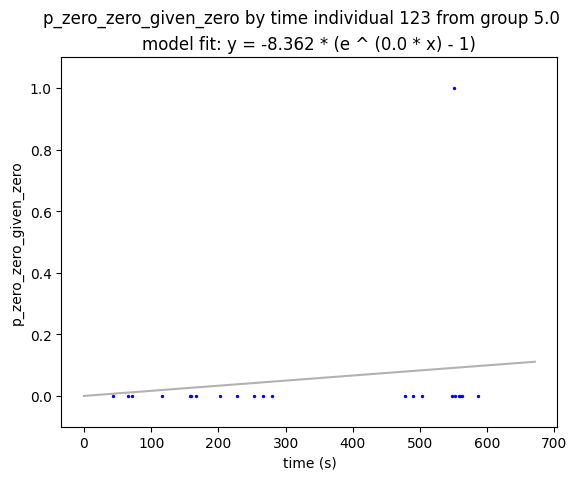 p_zero_zero_given_zero by time individual 123 from group 5.0
model fit: y = -8.362 * (e ^ (0.0 * x) - 1)
p_zero_zero_given_zero
1.0
0.8
0.6
0.4
0.2
0.0
0 100 200 300 400 500 600 700
time (s)